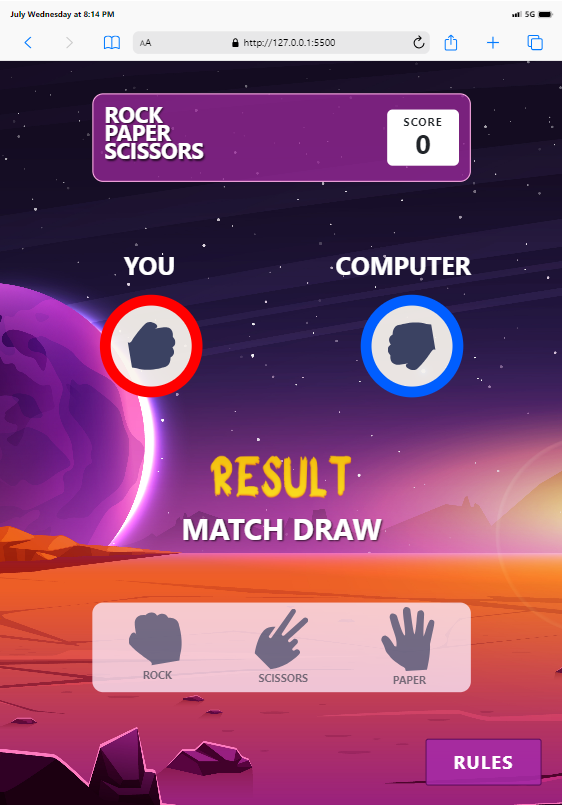 July Wednesday at 8:14 PM
5G
AA
http://127.0.0.1:5500
ROCK
PAPER
SCISSORS
SCORE
0
YOU
COMPUTER
RESULT
MATCH DRAW
ROCK
SCISSORS
PAPER
RULES